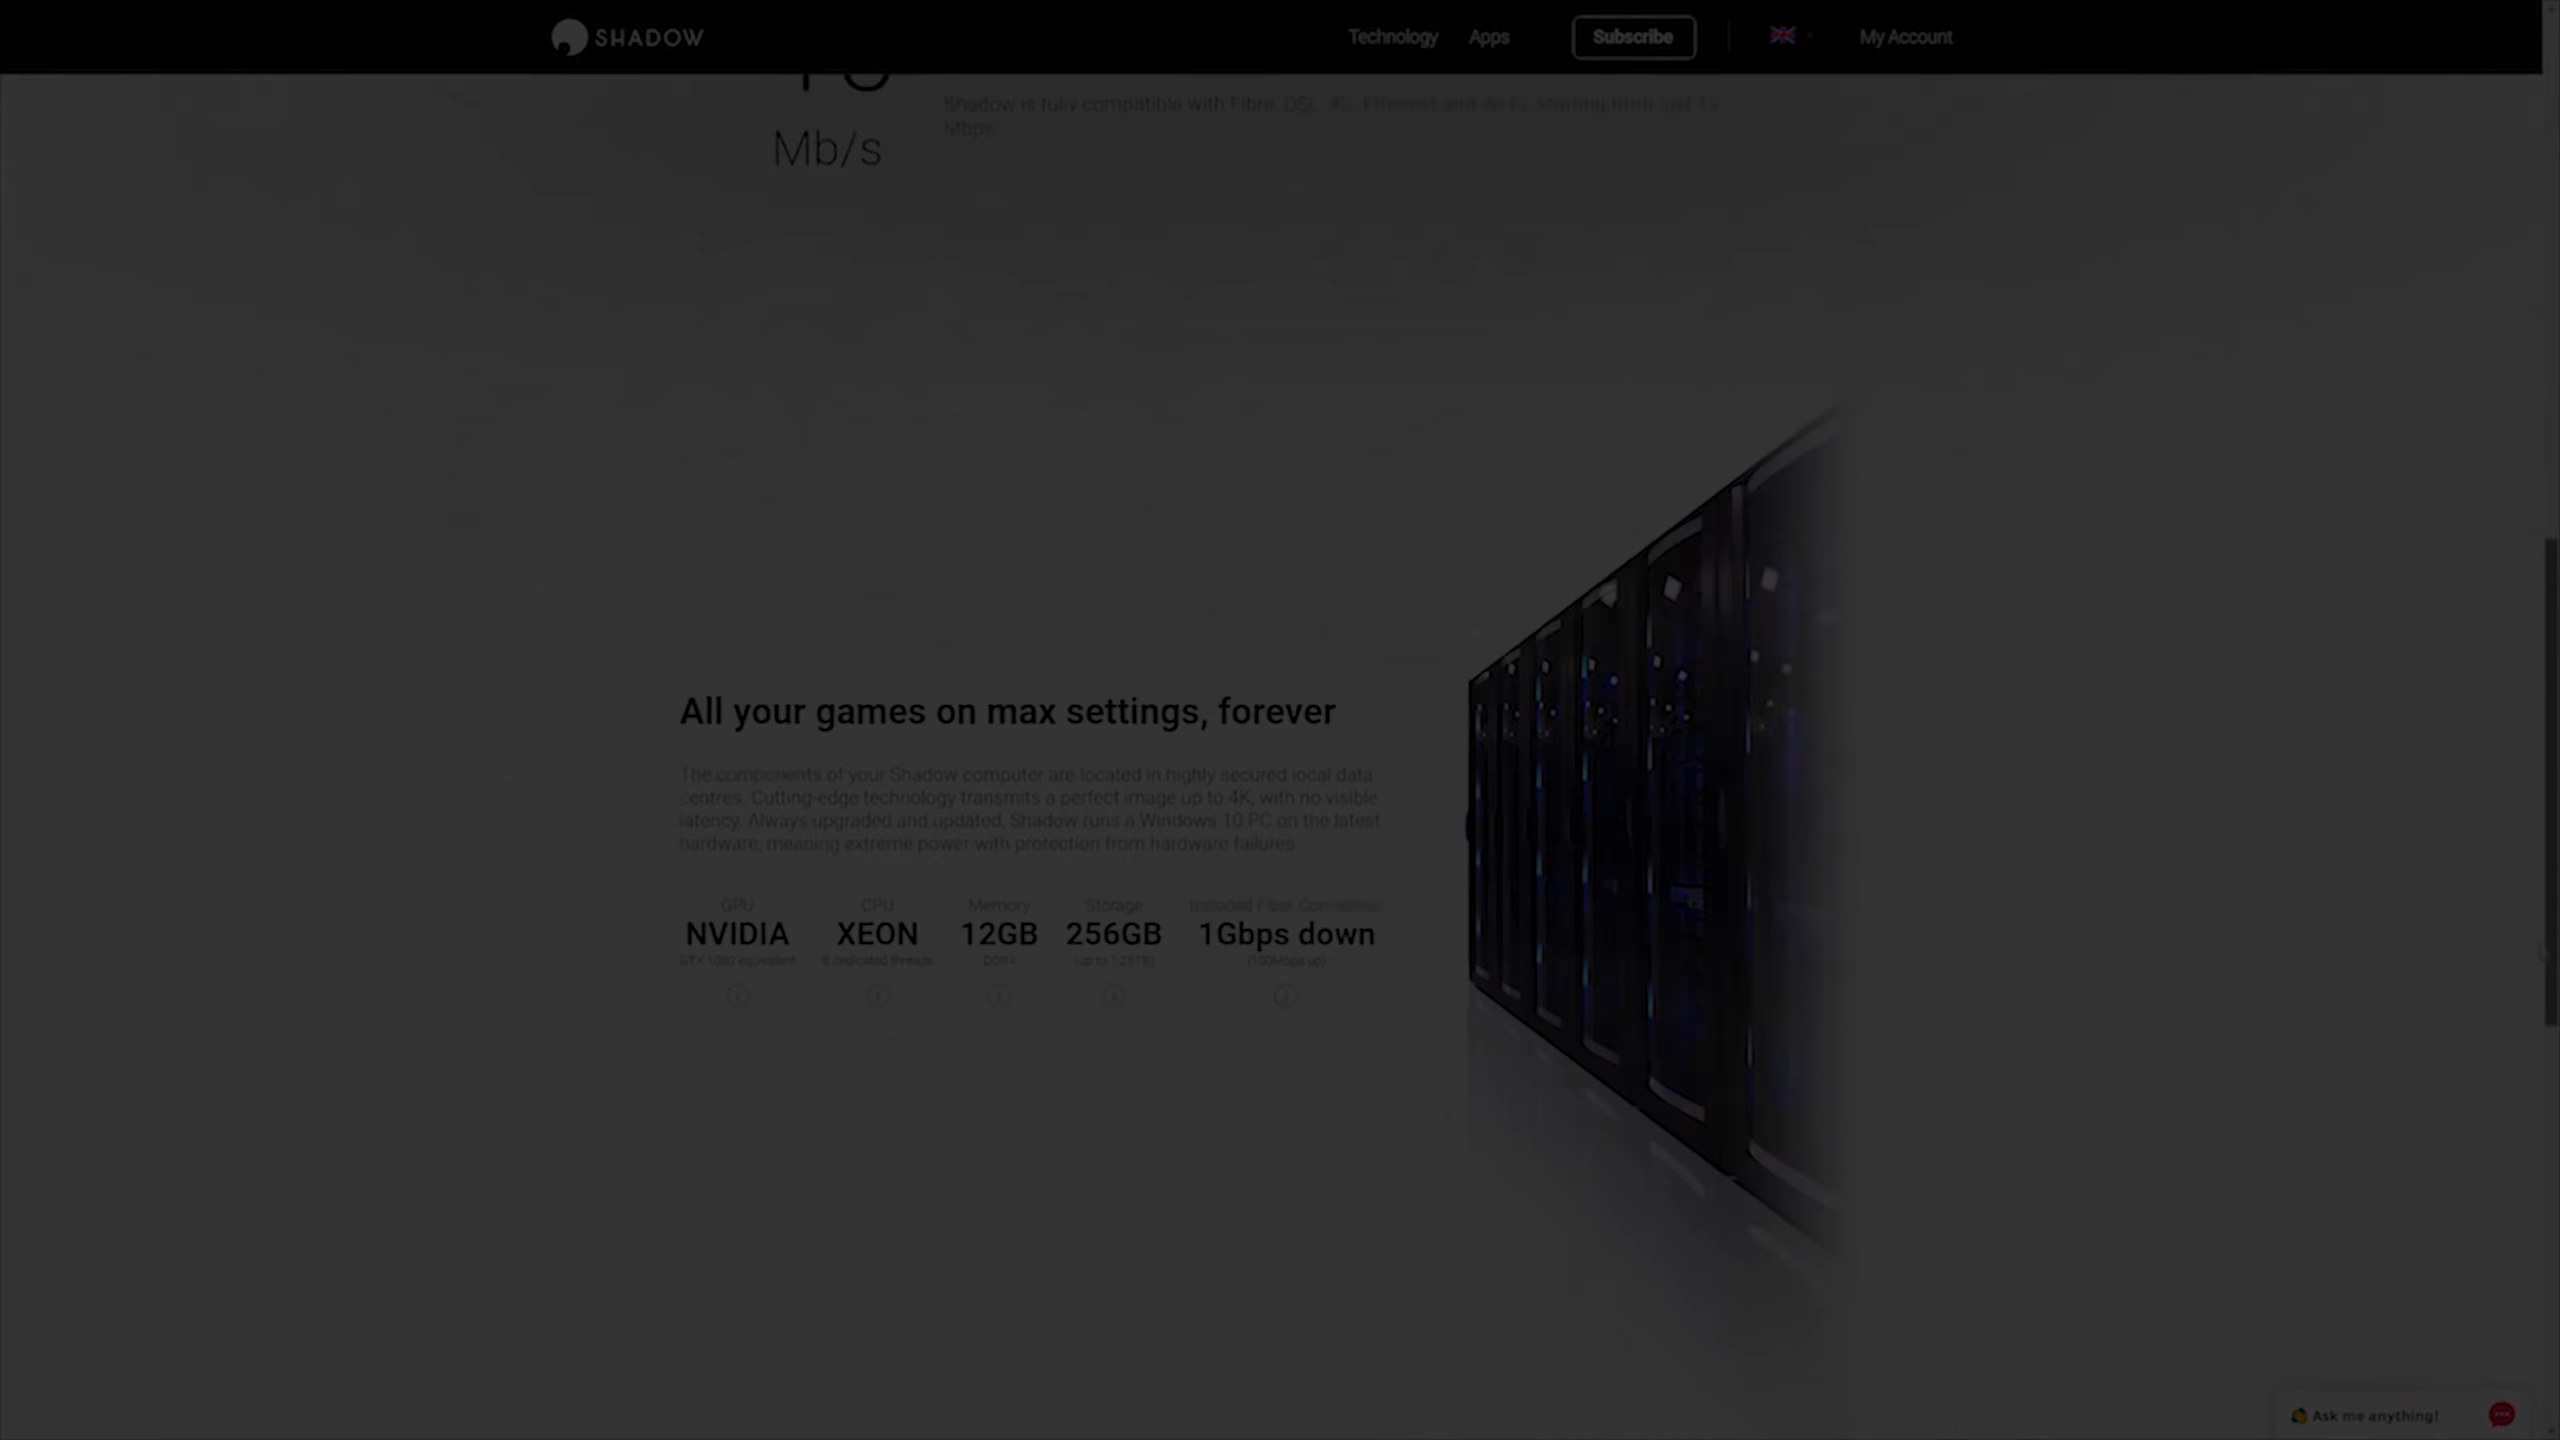 SHADOW
Technology Apps Subscribe My Account
Shadow is fully compatible with Fibre, DSL, 4G, Ethernet and Wi-Fi. Starting from just 15
Mbps
Mb/s
All your games on max settings, forever
The components of your Shadow computer are located in highly secured local data
centres. Cutting-edge technology transmits a perfect image up to 4K, with no visible
latency. Always upgraded and updated, Shadow runs a Windows 10 PC on the latest
hardware, meaning extreme power with protection from hardware failures
GPU CPU Memory Storage Included Fiber Connection
NVIDIA XEON 12GB 256GB 1Gbps down
GTX 1080 equivalent 8 dedicated threads DDR4 (100Mbps up)
Ask me anything!